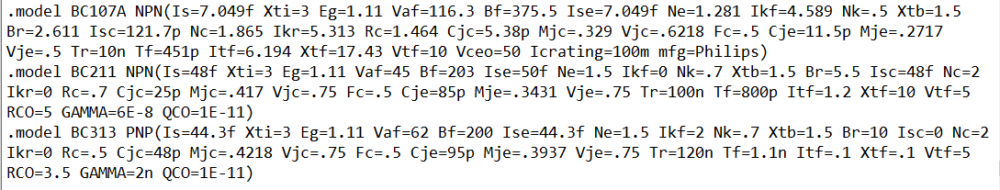 .model BC107A NPN(Is=7.049f Xti=3 Eg=1.11 Vaf=116.3 Bf=375.5 Ise=7.049f Ne=1.281 Ikf=4.589 Nk=.5 Xtb=1.5
Br=2.611 Isc=121.7p Nc=1.865 Ikr=5.313 Rc=1.464 Cjc=5.38p Mjc=.329 Vjc=.6218 Fc=.5 Cje=11.5p Mje=.2717
Vje=.5 Tr=10n Tf=451p Itf=6.194 Xtf=17.43 Vtf=10 Vceo=50 Icrating=100m mfg=Philips)
.model BC211 NPN(Is=48f Xti=3 Eg=1.11 Vaf=45 Bf=203 Ise=50f Ne=1.5 Ikf=0 Nk=.7 Xtb=1.5 Br=5.5 Isc=48f Nc=2
Ikr=0 Rc=.7 Cjc=25p Mjc=.417 Vjc=.75 Fc=.5 Cje=85p Mje=.3431 Vje=.75 Tr=100n Tf=800p Itf=1.2 Xtf=10 Vtf=5
RCO=5 GAMMA=6E-8 QCO=1E-11)
.model BC313 PNP(Is=44.3f Xti=3 Eg=1.11 Vaf=62 Bf=200 Ise=44.3f Ne=1.5 Ikf=2 Nk=.7 Xtb=1.5 Br=10 Isc=0 Nc=2
Ikr=0 Rc=.5 Cjc=48p Mjc=.4218 Vjc=.75 Fc=.5 Cje=95p Mje=.3937 Vje=.75 Tr=120n Tf=1.1n Itf=.1 Xtf=.1 Vtf=5
RCO=3.5 GAMMA=2n QCO=1E-11)